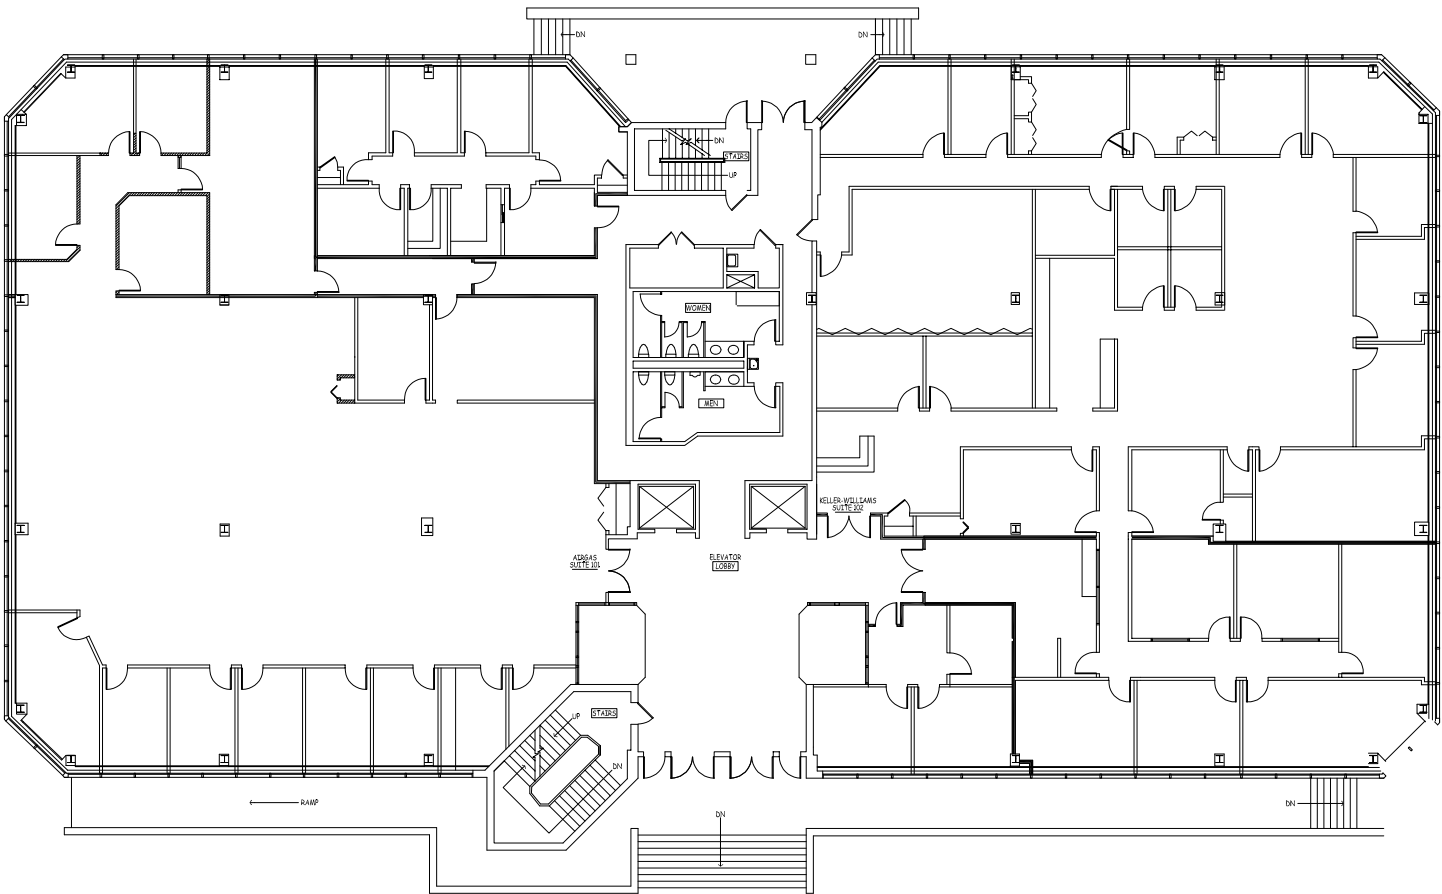 DN
DN
DN
STAIRS
UP
WOMEN
MEN
KELLER-WILLIAMS
SUITE 102
AIRGAS
SUITE 101
ELEVATOR
LOBBY
STAIRS
UP
DN
RAMP
DN
DN